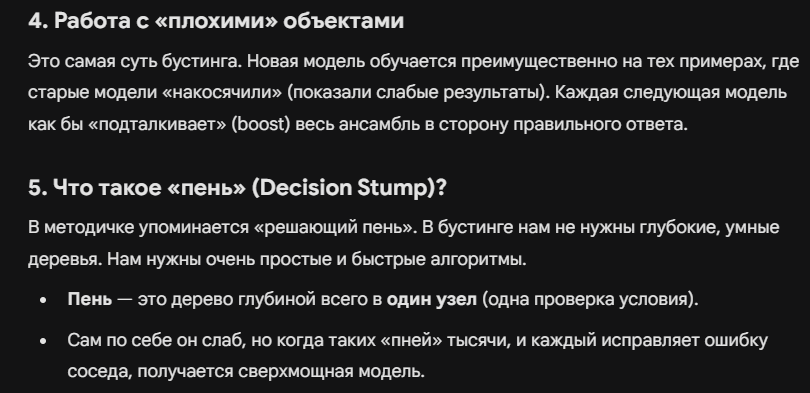 4. Работа с «плохими» объектами
Это самая суть бустинга. Новая модель обучается преимущественно на тех примерах, где
старые модели «накосячили» (показали слабые результаты). Каждая следующая модель
как бы «подталкивает» (boost) весь ансамбль в сторону правильного ответа.
5. Что такое «пень» (Decision Stump)?
В методичке упоминается «решающий пень». В бустинге нам не нужны глубокие, умные
деревья. Нам нужны очень простые и быстрые алгоритмы.
• Пень — это дерево глубиной всего в один узел (одна проверка условия).
• Сам по себе он слаб, но когда таких «пней» тысячи, и каждый исправляет ошибку
соседа, получается сверхмощная модель.